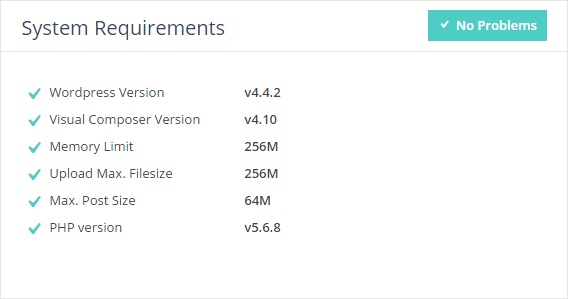 System Requirements
No Problems
Wordpress Version v4.4.2
Visual Composer Version v4.10
Memory Limit 256M
Upload Max. Filesize 256M
Max. Post Size 64M
PHP version v5.6.8